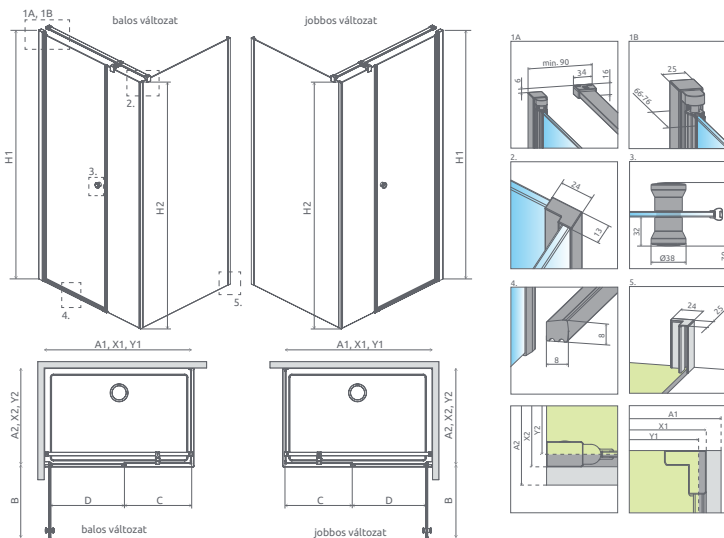 1A, 1B
balos változat
jobbos változat
2.
3.
4.
5.
H1
H2
H2
H1
A1, X1, Y1
A1, X1, Y1
A2, X2, Y2
A2, X2, Y2
B
D
C
C
D
B
balos változat
jobbos változat
1A
min. 90
6
34
16
1B
25
66-76
2.
24
13
3.
32
Ø38
4.
8
8
5.
24
25
A2
X2
Y2
A1
X1
Y1